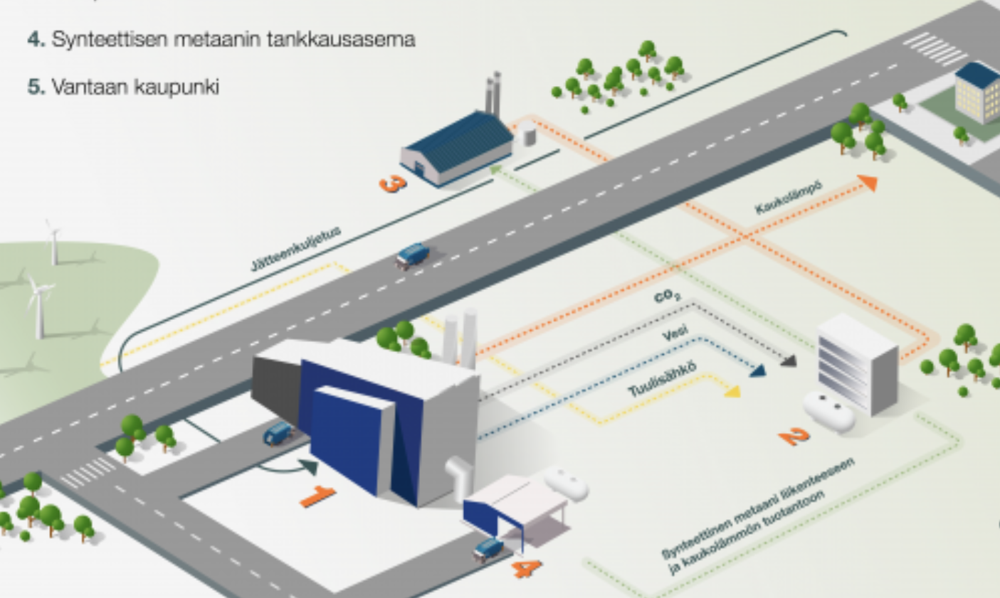 4. Synteettisen metaanin tankkausasema
5. Vantaan kaupunki
3
Kaukolämpö
Jätteenkuljetus
CO₂
Vesi
Tuulisähkö
2
1
Synteettinen metaani liikenteeseen
ja kaukolämmön tuotantoon
4